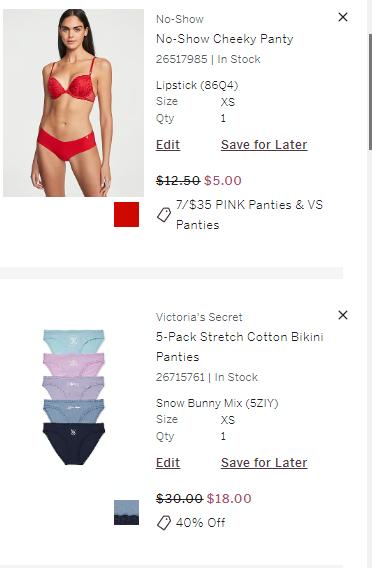 No-Show
No-Show Cheeky Panty
26517985 | In Stock
Lipstick (86Q4)
Size XS
Qty 1
Edit Save for Later
$12.50 $5.00
7/$35 PINK Panties & VS
Panties
Victoria's Secret
5-Pack Stretch Cotton Bikini
Panties
26715761 | In Stock
Snow Bunny Mix (5ZIY)
Size XS
Qty 1
Edit Save for Later
$30.00 $18.00
40% Off